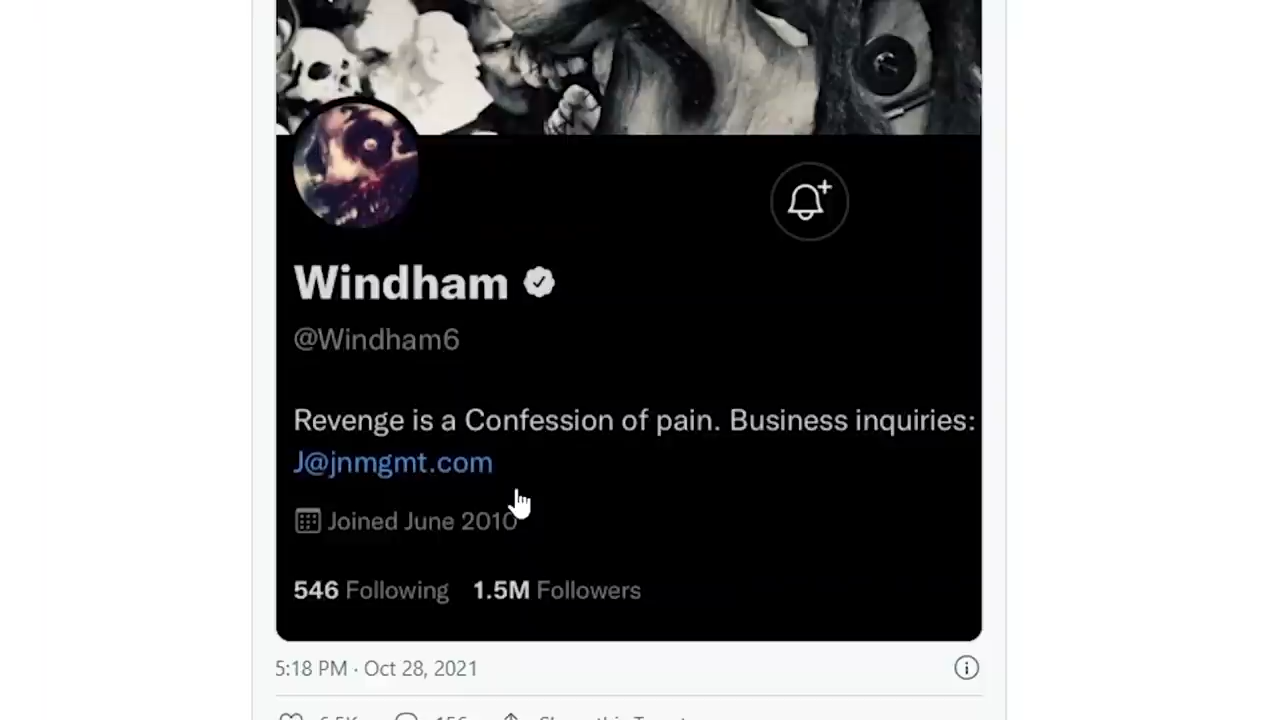 Windham
@Windham6
Revenge is a Confession of pain. Business inquiries:
J@jnmgmt.com
Joined June 2010
546 Following 1.5M Followers
5:18 PM · Oct 28, 2021